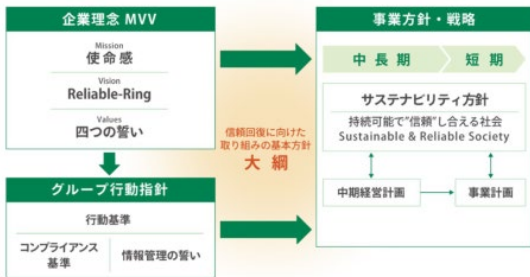 企業理念 MVV
Mission
使命感
Vision
Reliable-Ring
Values
四つの誓い
グループ行動指針
行動基準
コンプライアンス
基準
情報管理の誓い
信頼回復に向けた
取り組みの基本方針
大綱
事業方針・戦略
中長期
短期
サステナビリティ方針
持続可能で"信頼"し合える社会
Sustainable & Reliable Society
中期経営計画
事業計画